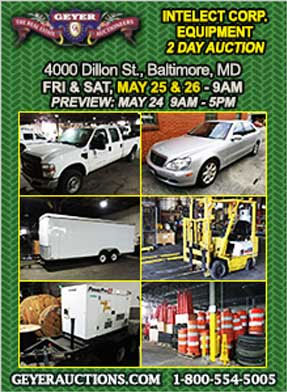 GEYER
THE REAL ESTATE AUCTIONEERS
INTELECT CORP.
EQUIPMENT
2 DAY AUCTION
4000 Dillon St., Baltimore, MD
FRI & SAT, MAY 25 & 26 - 9AM
PREVIEW: MAY 24 9AM - 5PM
GEYERAUCTIONS.COM 1-800-554-5005